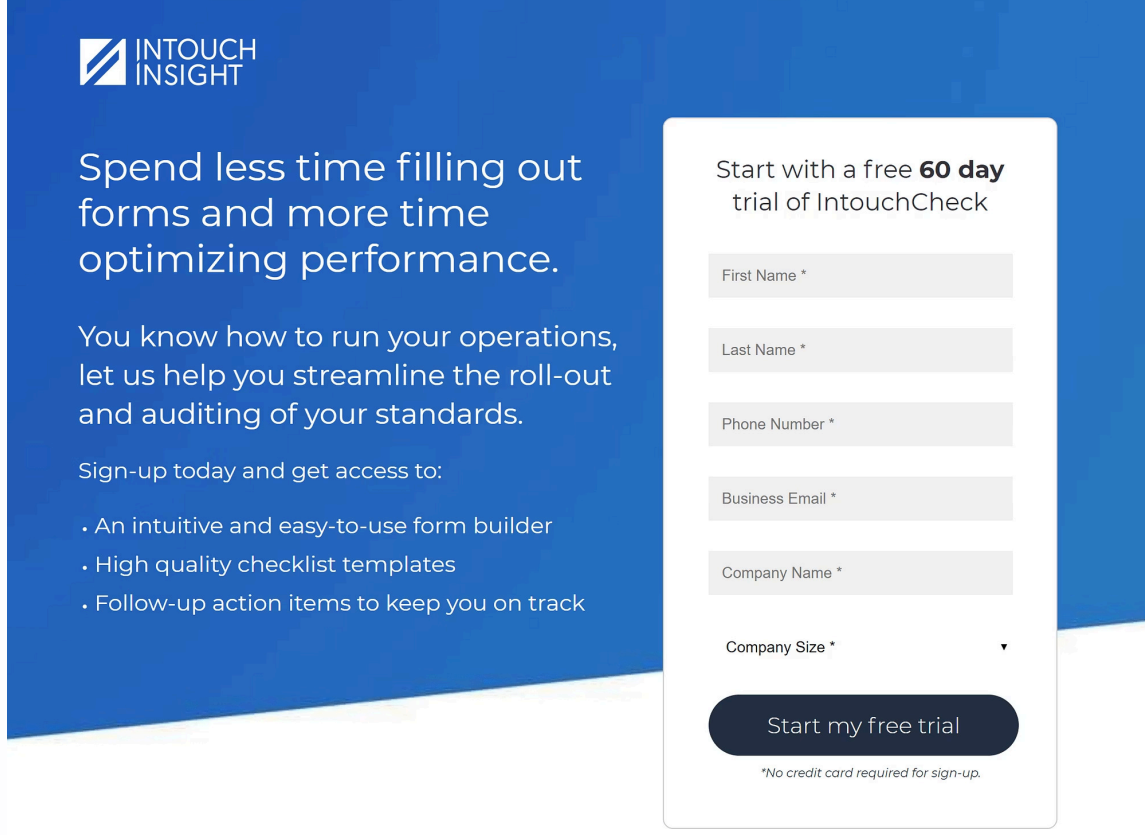 INTOUCH
INSIGHT
Spend less time filling out
forms and more time
optimizing performance.
You know how to run your operations,
let us help you streamline the roll-out
and auditing of your standards.
Sign-up today and get access to:
• An intuitive and easy-to-use form builder
• High quality checklist templates
• Follow-up action items to keep you on track
Start with a free 60 day
trial of IntouchCheck
First Name *
Last Name *
Phone Number *
Business Email *
Company Name *
Company Size *
Start my free trial
*No credit card required for sign-up.